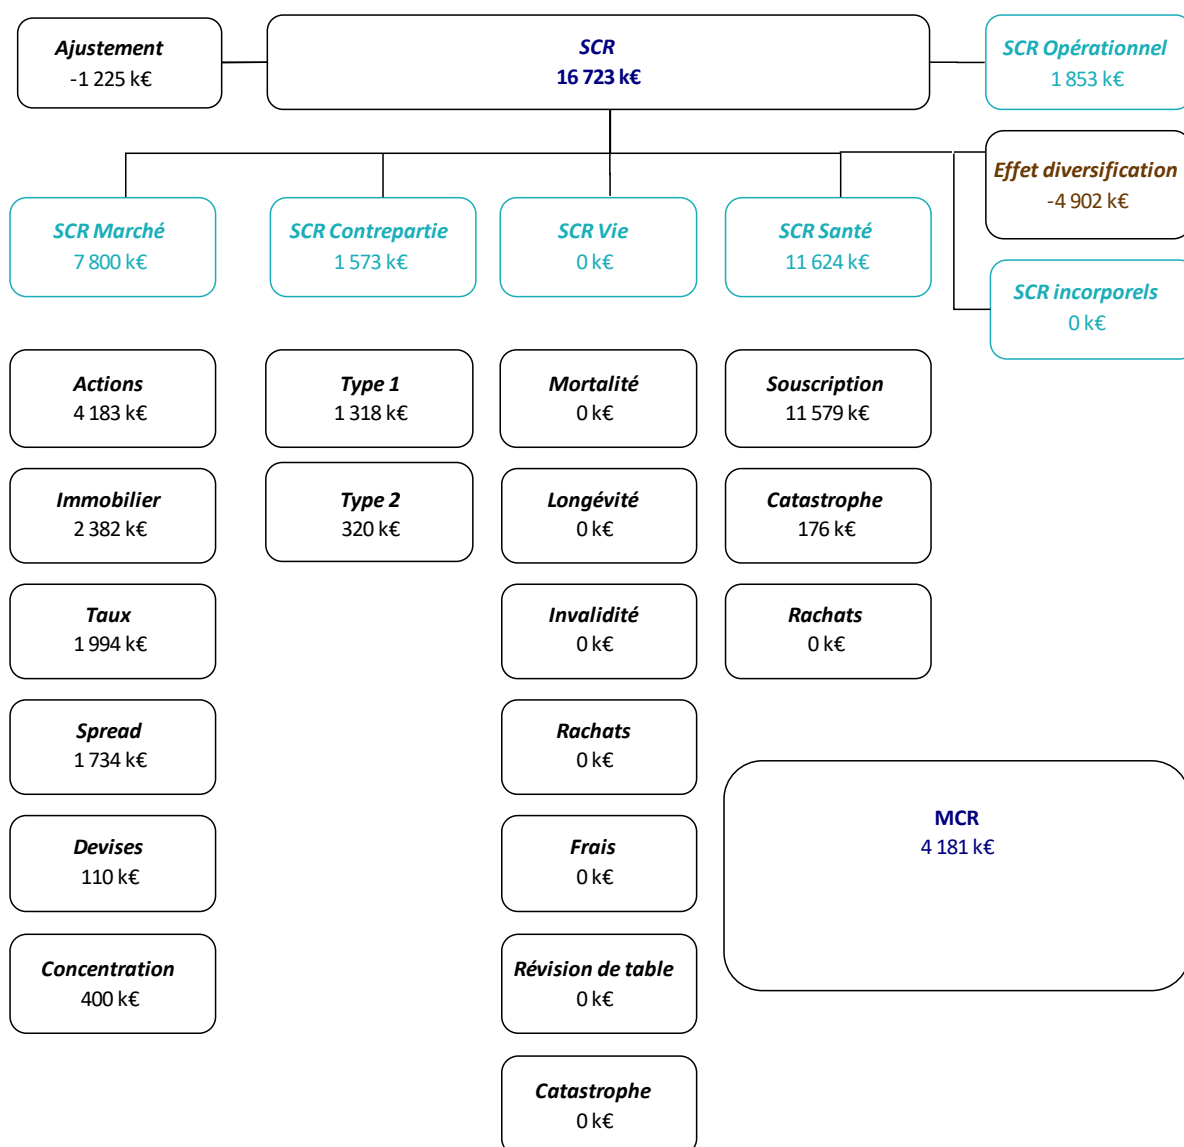 Ajustement
-1 225 k€
SCR
16 723 k€
SCR Opérationnel
1 853 k€
Effet diversification
-4 902 k€
SCR Marché
7 800 k€
SCR Contrepartie
1 573 k€
SCR Vie
0 k€
SCR Santé
11 624 k€
SCR incorporels
0 k€
Actions
4 183 k€
Type 1
1 318 k€
Mortalité
0 k€
Souscription
11 579 k€
Immobilier
2 382 k€
Type 2
320 k€
Longévité
0 k€
Catastrophe
176 k€
Taux
1 994 k€
Invalidité
0 k€
Rachats
0 k€
Spread
1 734 k€
Rachats
0 k€
MCR
4 181 k€
Devises
110 k€
Frais
0 k€
Concentration
400 k€
Révision de table
0 k€
Catastrophe
0 k€